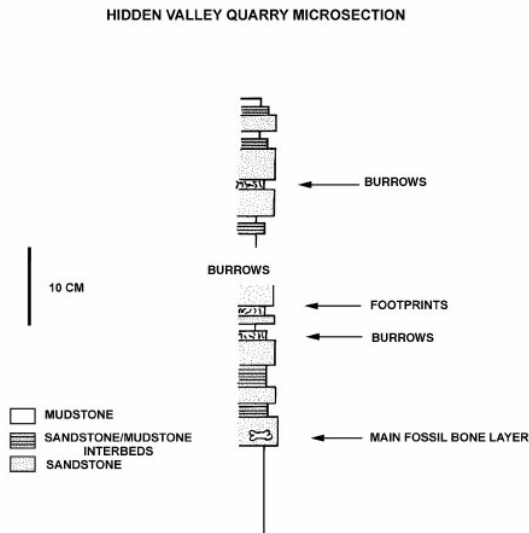 HIDDEN VALLEY QUARRY MICROSECTION
BURROWS
BURROWS
10 CM
FOOTPRINTS
BURROWS
MUDSTONE
SANDSTONE/MUDSTONE
INTERBEDS
SANDSTONE
MAIN FOSSIL BONE LAYER